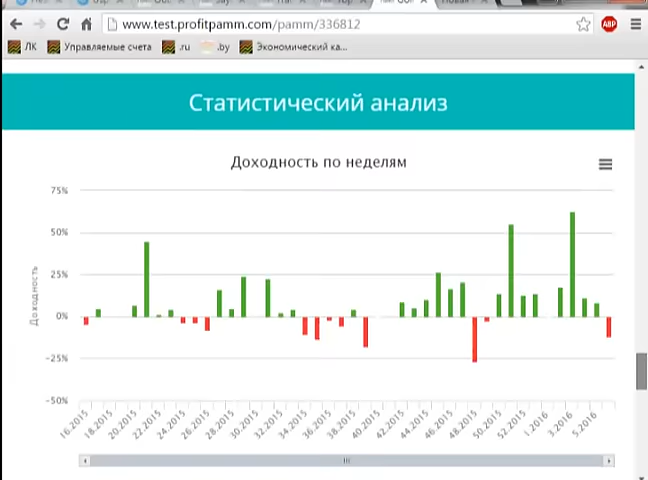 www.test.profitpamm.com/pamm/336812
ABP
ЛК Управляемые счета .ru .by Экономический ка...
Статистический анализ
Доходность по неделям
Доходность
75%
50%
25%
0%
-25%
-50%
16.2015 18.2015 20.2015 22.2015 24.2015 26.2015 28.2015 30.2015 32.2015 34.2015 36.2015 38.2015 40.2015 42.2015 44.2015 46.2015 48.2015 50.2015 52.2015 1.2016 3.2016 5.2016